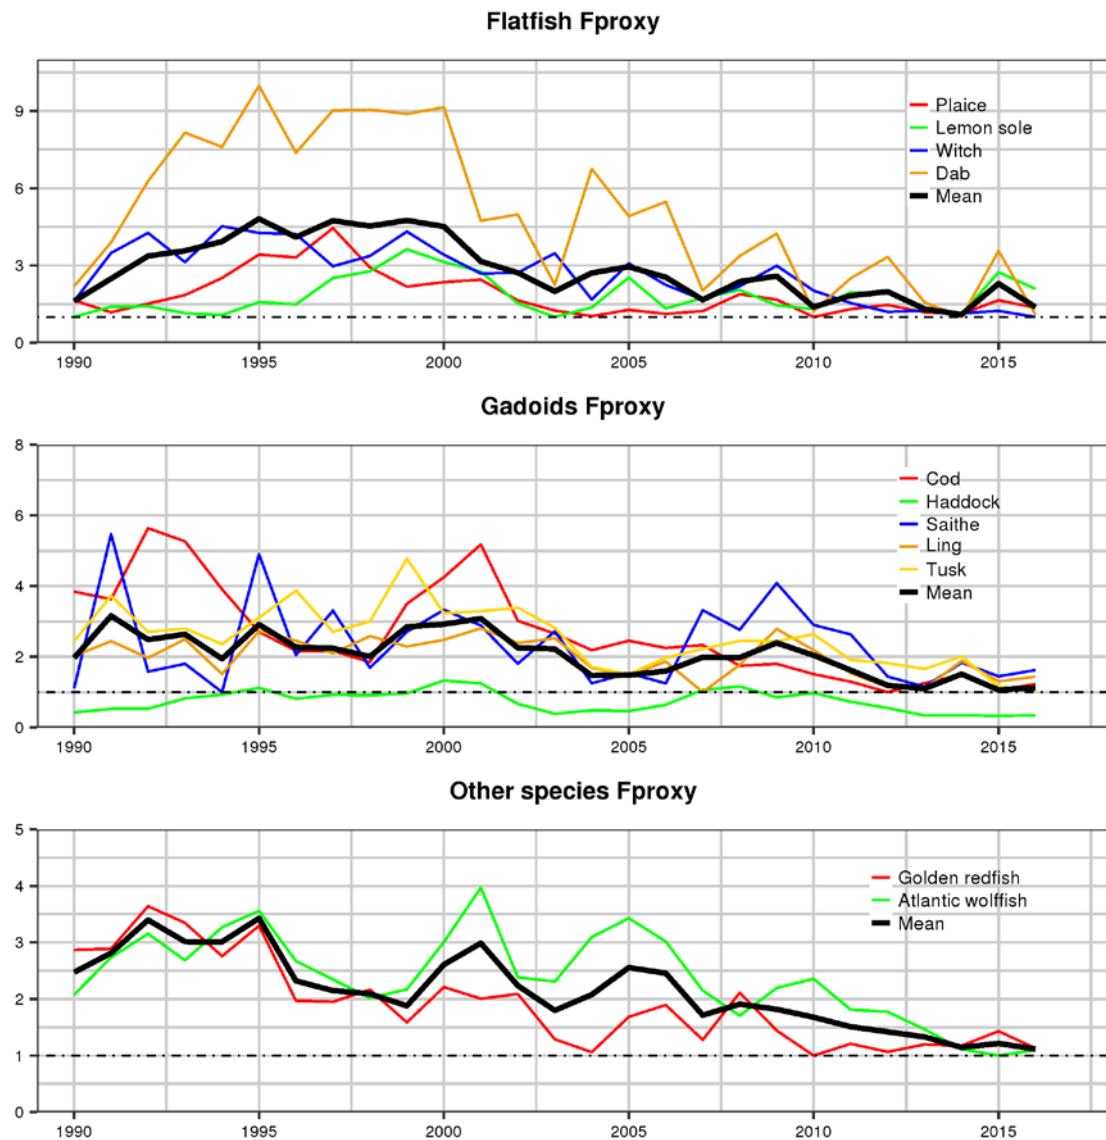 Flatfish Fproxy
9
6
3
0
Plaice
Lemon sole
Witch
Dab
Mean
1990 1995 2000 2005 2010 2015
Gadoids Fproxy
8
6
4
2
0
Cod
Haddock
Saithe
Ling
Tusk
Mean
1990 1995 2000 2005 2010 2015
Other species Fproxy
5
4
3
2
1
0
Golden redfish
Atlantic wolffish
Mean
1990 1995 2000 2005 2010 2015